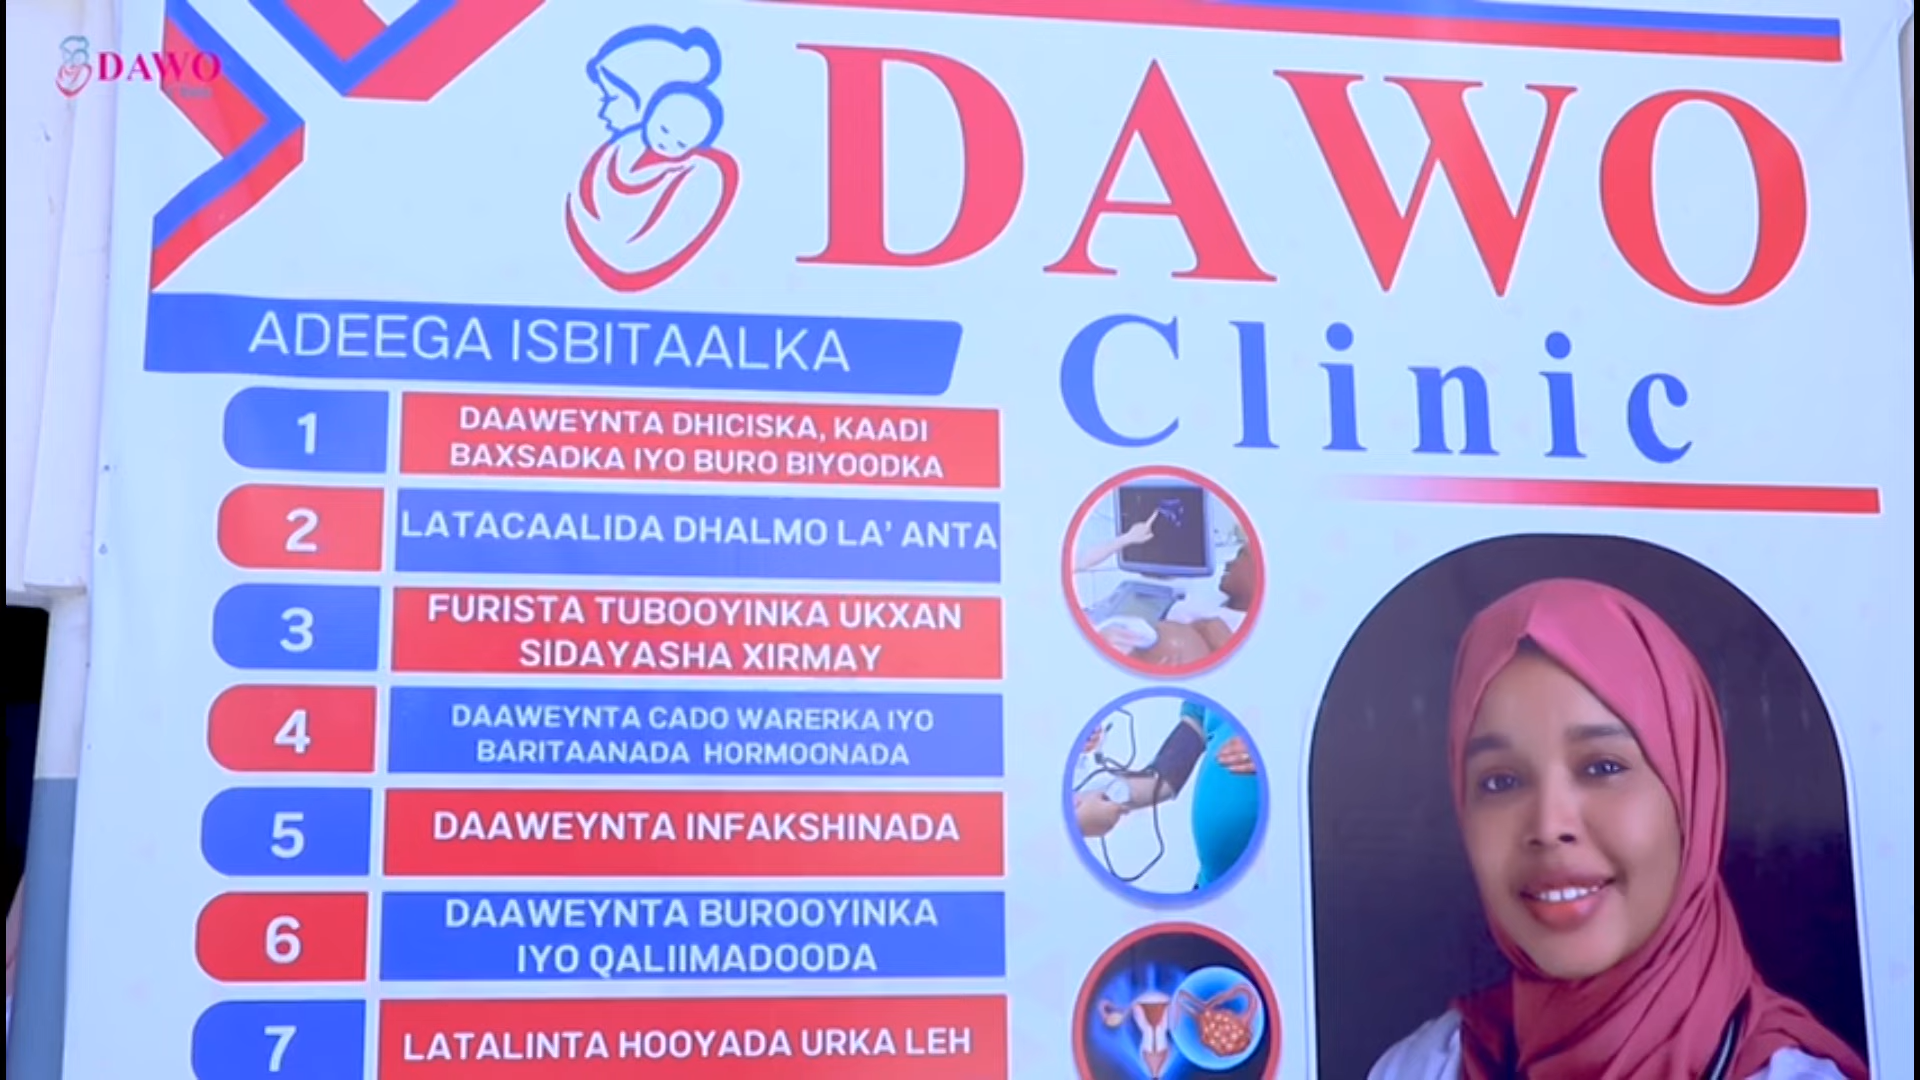 DAWO
DAWO
Clinic
ADEEGA ISBITAALKA
1
DAAWEYNTA DHICISKA, KAADI
BAXSADKA IYO BURO BIYOODKA
2
LATACAALIDA DHALMO LA' ANTA
3
FURISTA TUBOOYINKA UKXAN
SIDAYASHA XIRMAY
4
DAAWEYNTA CADO WARERKA IYO
BARITAANADA HORMOONADA
5
DAAWEYNTA INFAKSHINADA
6
DAAWEYNTA BUROOYINKA
IYO QALIIMADOODA
7
LATALINTA HOOYADA URKA LEH